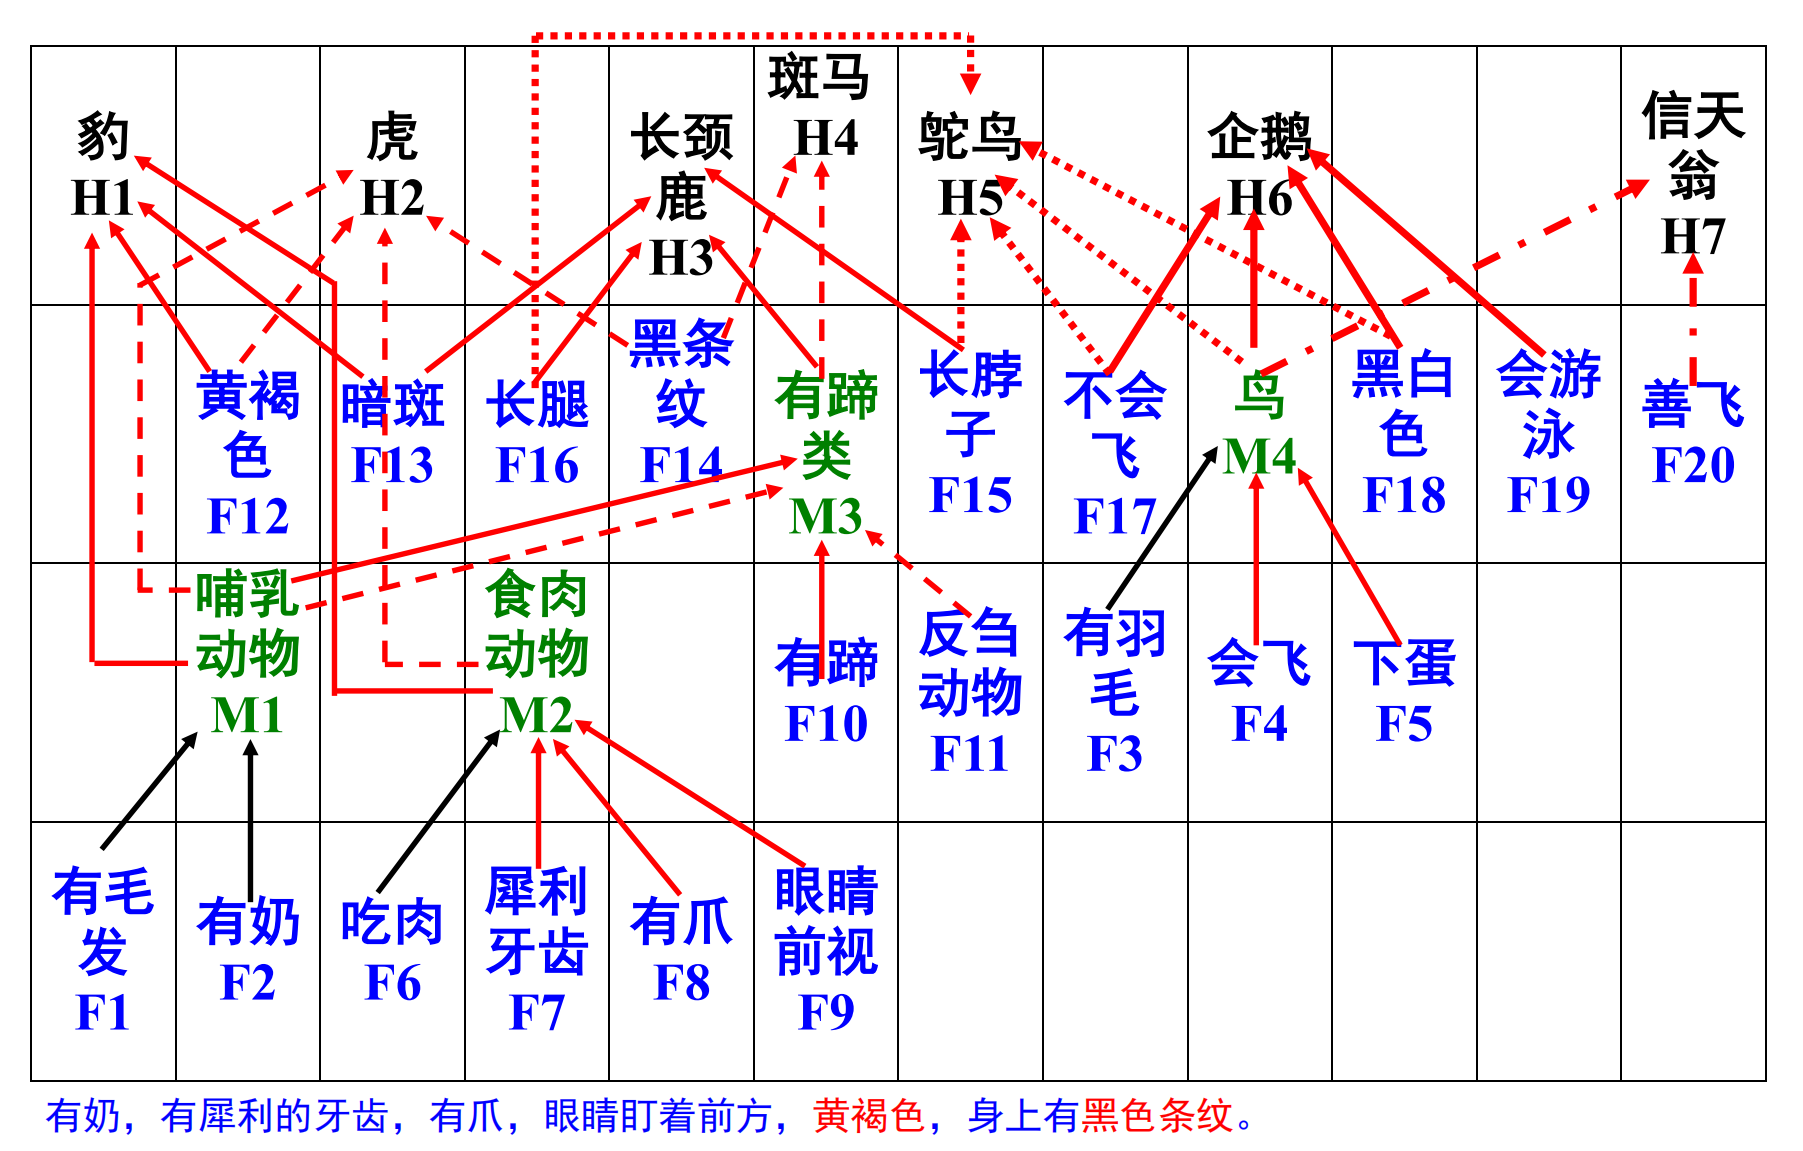 豹
H1
虎
H2
长颈
鹿
H3
斑马
H4
鸵鸟
H5
企鹅
H6
信天
翁
H7
黄褐
色
F12
暗斑
F13
长腿
F16
黑条
纹
F14
有蹄
类
M3
长脖
子
F15
不会
飞
F17
鸟
M4
黑白
色
F18
会游
泳
F19
善飞
F20
哺乳
动物
M1
食肉
动物
M2
有蹄
F10
反刍
动物
F11
有羽
毛
F3
会飞
F4
下蛋
F5
有毛
发
F1
有奶
F2
吃肉
F6
犀利
牙齿
F7
有爪
F8
眼睛
前视
F9
有奶，有犀利的牙齿，有爪，眼睛盯着前方，黄褐色，身上有黑色条纹。